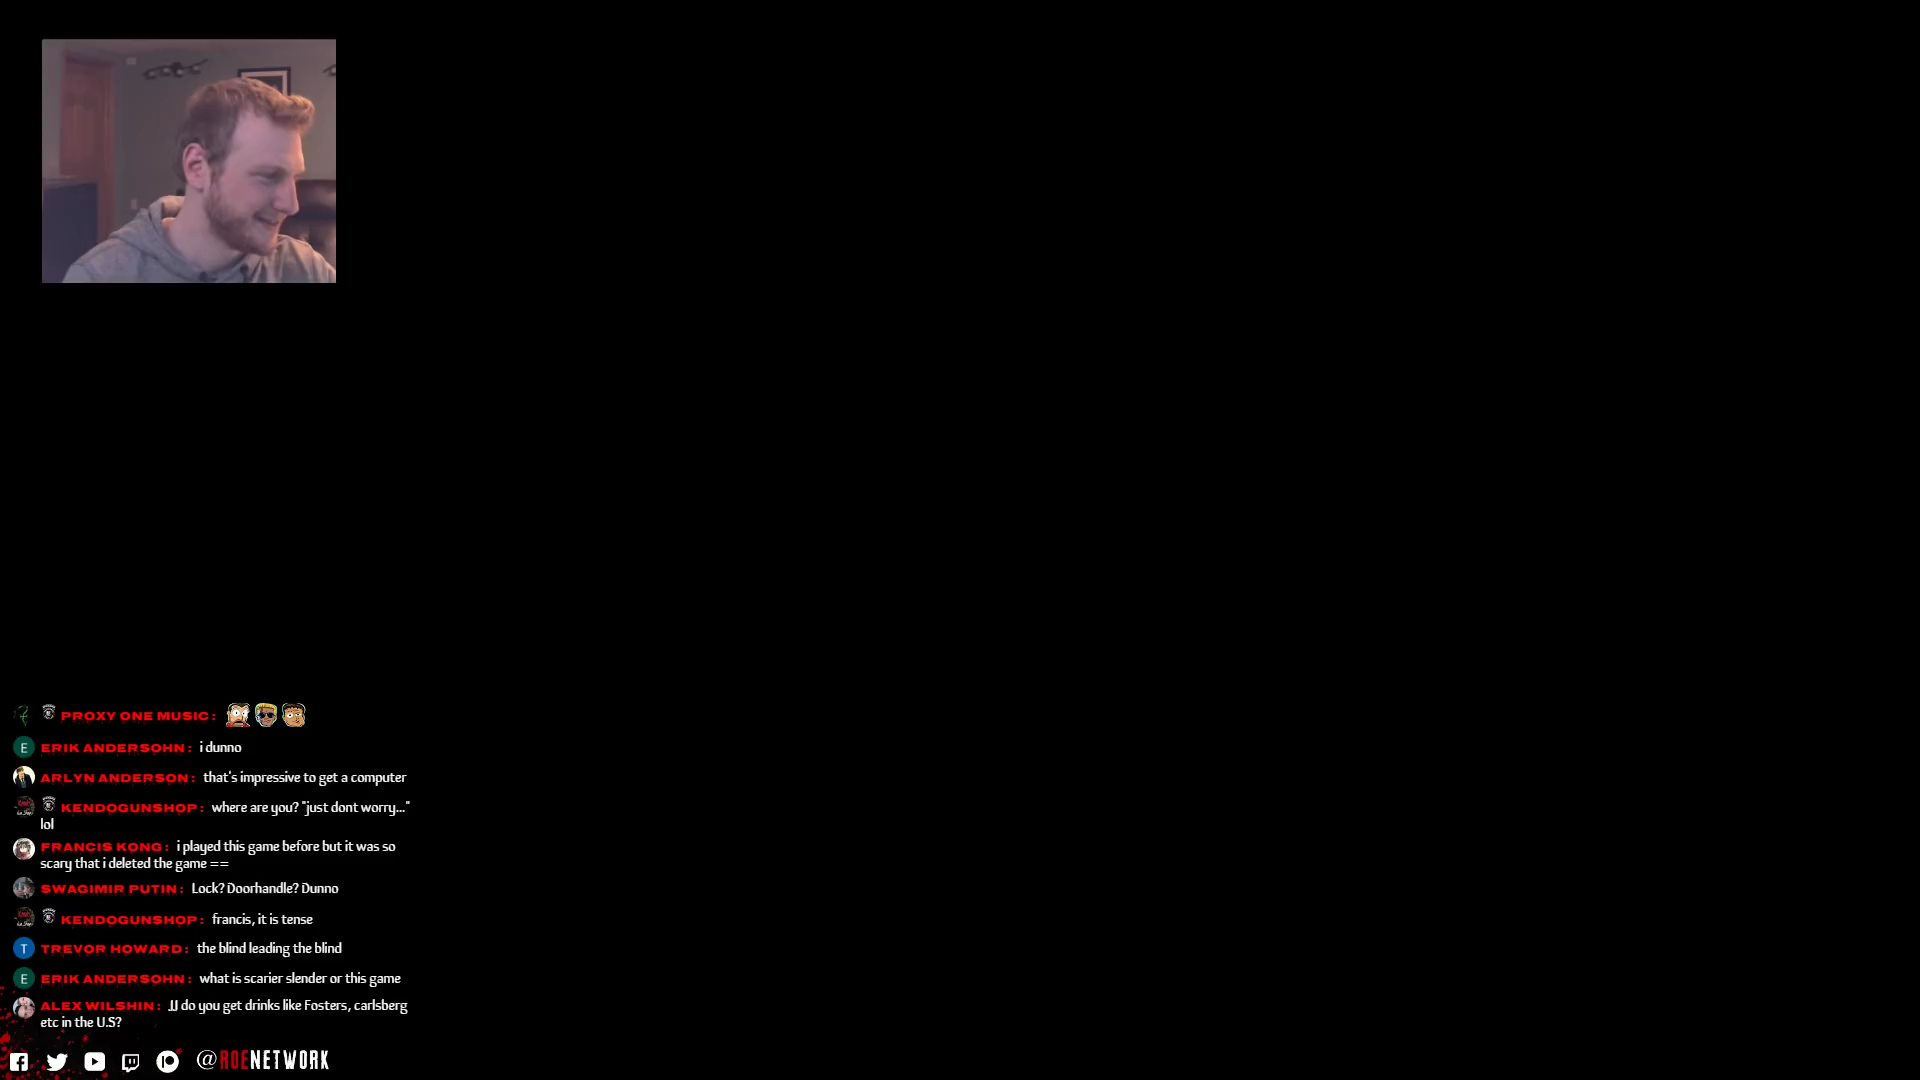 PROXY ONE MUSIC :
E ERIK ANDERSOHN : i dunno
ARLYN ANDERSON : that's impressive to get a computer
KENDOGUNSHOP : where are you? "just dont worry..."
lol
FRANCIS KONG : i played this game before but it was so
scary that i deleted the game ==
SWAGIMIR PUTIN : Lock? Doorhandle? Dunno
KENDOGUNSHOP : francis, it is tense
T TREVOR HOWARD : the blind leading the blind
E ERIK ANDERSOHN : what is scarier slender or this game
ALEX WILSHIN : JJ do you get drinks like Fosters, carlsberg
etc in the U.S?
@ROENETWORK